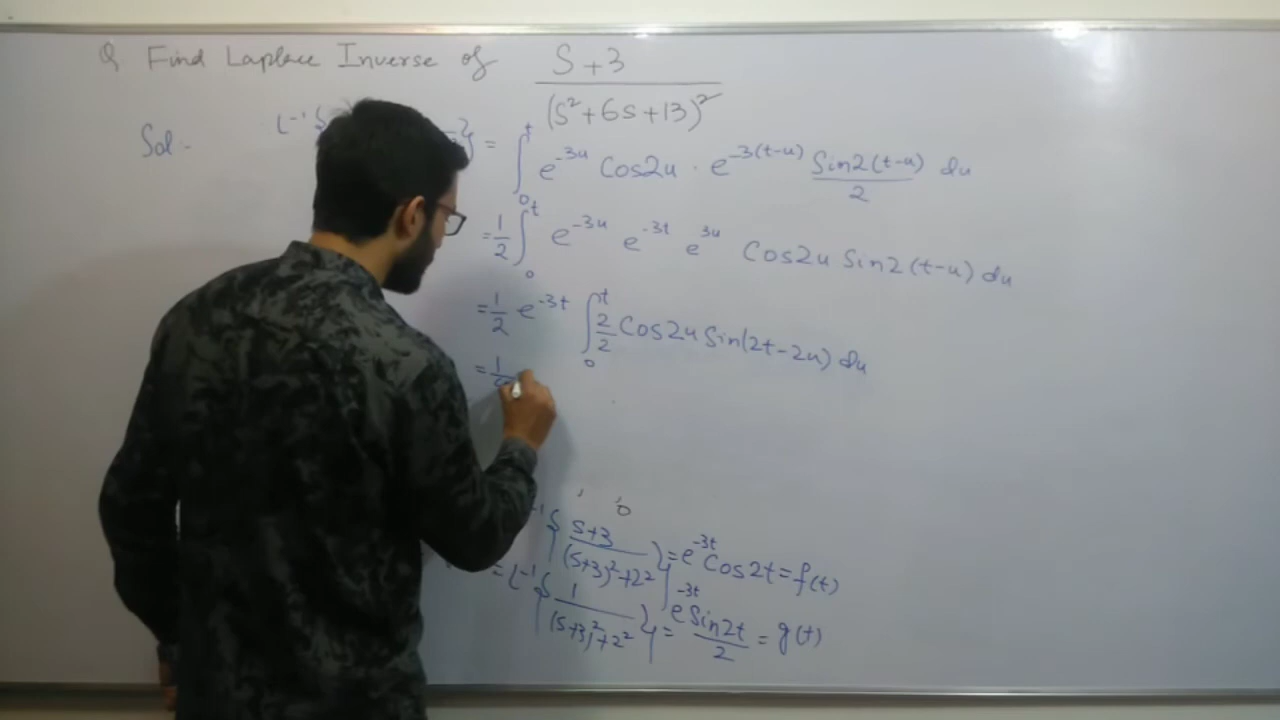 Q Find Laplace Inverse of S+3 / (S²+6s+13)²
Sol.
L⁻¹{ } = ∫₀ᵗ e^{-3u} Cos2u · e^{-3(t-u)} Sin2(t-u)/2 du
= 1/2 ∫₀ᵗ e^{-3u} e^{-3t} e^{3u} Cos2u Sin2(t-u) du
= 1/2 e^{-3t} ∫₀ᵗ 2/2 Cos2u Sin(2t-2u) du
= 1/
{ S+3 / (S+3)²+2² } = e^{-3t} Cos2t = f(t)
= L⁻¹{ 1 / (S+3)²+2² } = e^{-3t} Sin2t / 2 = g(t)